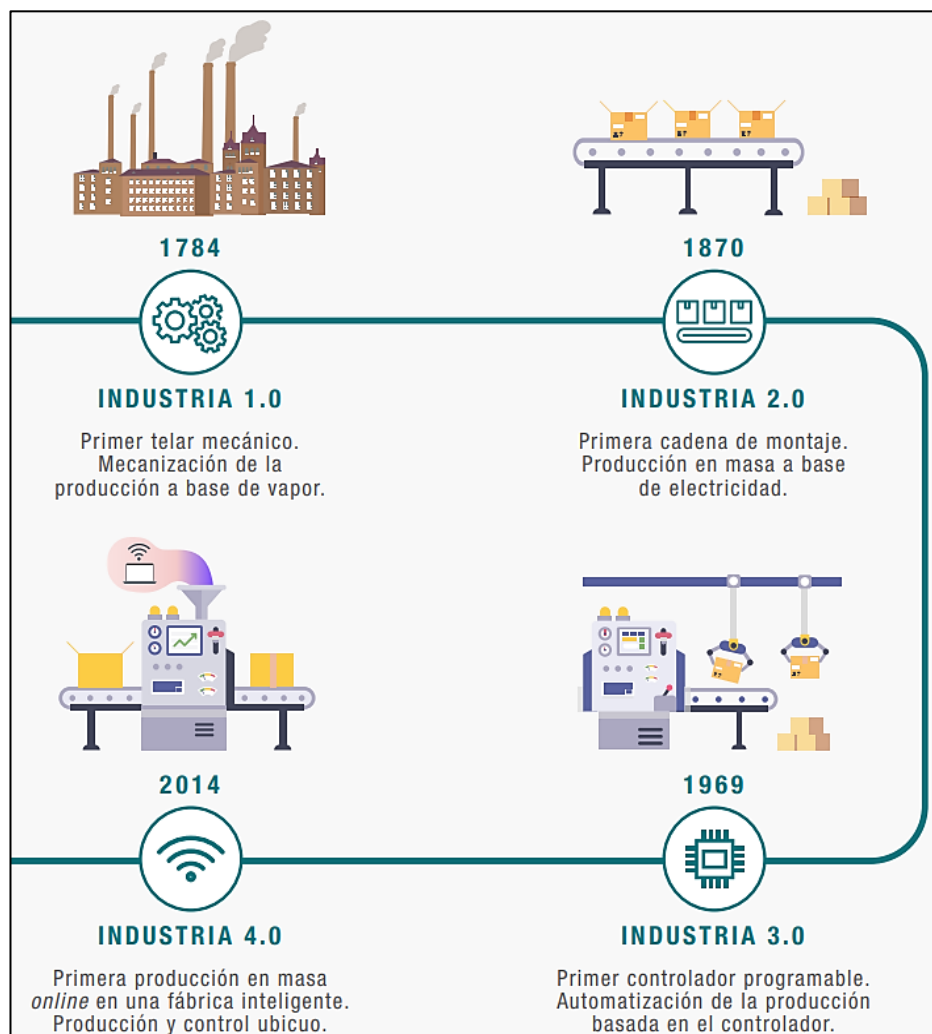 1784
INDUSTRIA 1.0
Primer telar mecánico.
Mecanización de la
producción a base de vapor.
1870
INDUSTRIA 2.0
Primera cadena de montaje.
Producción en masa a base
de electricidad.
1969
INDUSTRIA 3.0
Primer controlador programable.
Automatización de la producción
basada en el controlador.
2014
INDUSTRIA 4.0
Primera producción en masa
online en una fábrica inteligente.
Producción y control ubicuo.